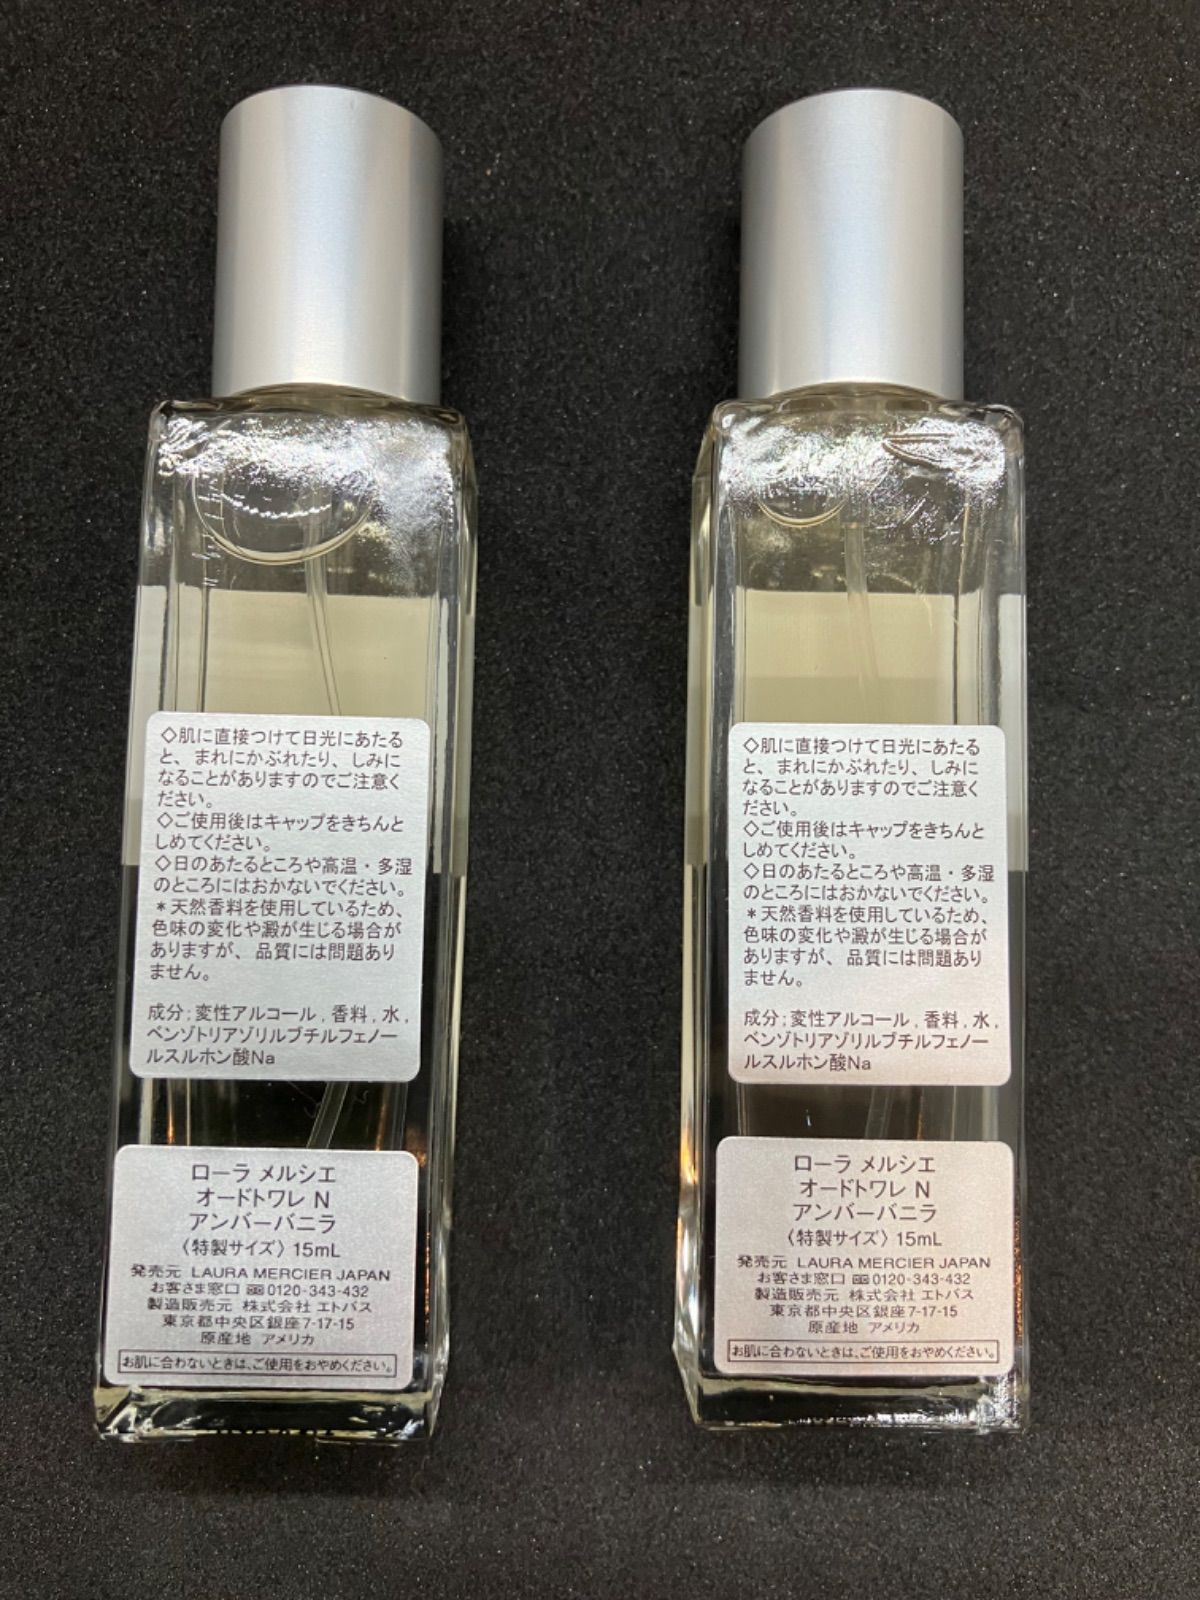 ◇肌に直接つけて日光にあたる
と、まれにかぶれたり、しみに
なることがありますのでご注意く
ださい。
◇ご使用後はキャップをきちんと
しめてください。
◇日のあたるところや高温・多湿
のところにはおかないでください。
＊天然香料を使用しているため、
色味の変化や澱が生じる場合が
ありますが、品質には問題あり
ません。
成分;変性アルコール,香料,水,
ベンゾトリアゾリルブチルフェノー
ルスルホン酸Na
ローラ メルシエ
オードトワレ N
アンバーバニラ
〈特製サイズ〉15mL
発売元 LAURA MERCIER JAPAN
お客さま窓口 0120-343-432
製造販売元 株式会社 エトバス
東京都中央区銀座7-17-15
原産地 アメリカ
お肌に合わないときは、ご使用をおやめください。
◇肌に直接つけて日光にあたる
と、まれにかぶれたり、しみに
なることがありますのでご注意く
ださい。
◇ご使用後はキャップをきちんと
しめてください。
◇日のあたるところや高温・多湿
のところにはおかないでください。
＊天然香料を使用しているため、
色味の変化や澱が生じる場合が
ありますが、品質には問題あり
ません。
成分;変性アルコール,香料,水,
ベンゾトリアゾリルブチルフェノー
ルスルホン酸Na
ローラ メルシエ
オードトワレ N
アンバーバニラ
〈特製サイズ〉15mL
発売元 LAURA MERCIER JAPAN
お客さま窓口 0120-343-432
製造販売元 株式会社 エトバス
東京都中央区銀座7-17-15
原産地 アメリカ
お肌に合わないときは、ご使用をおやめください。